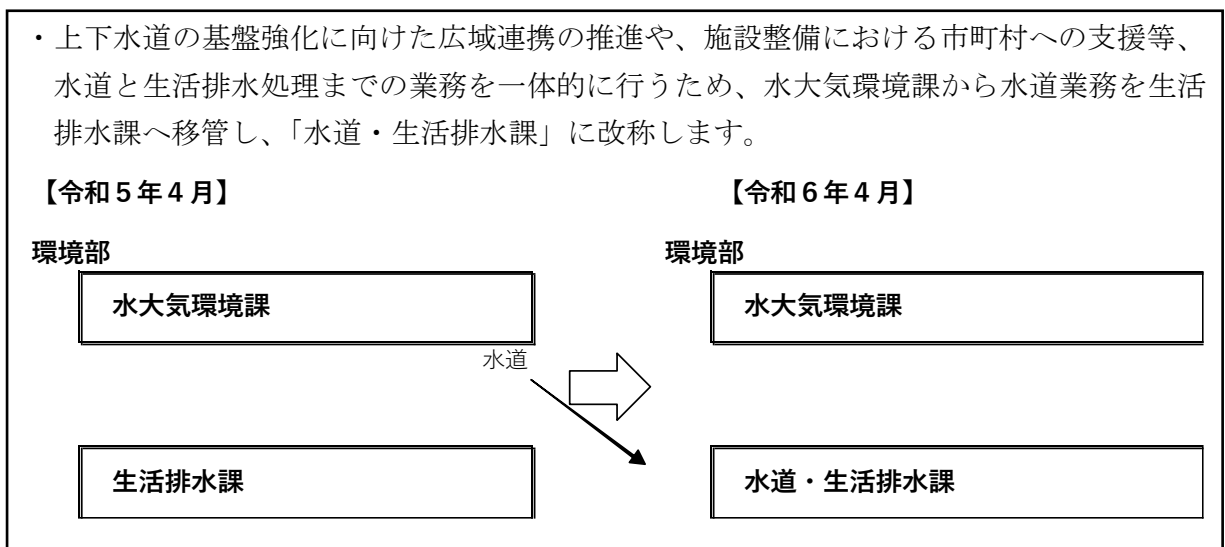 ・上下水道の基盤強化に向けた広域連携の推進や、施設整備における市町村への支援等、
水道と生活排水処理までの業務を一体的に行うため、水大気環境課から水道業務を生活
排水課へ移管し、「水道・生活排水課」に改称します。
【令和5年4月】 【令和6年4月】
環境部 環境部
水大気環境課 水大気環境課
水道
生活排水課 水道・生活排水課